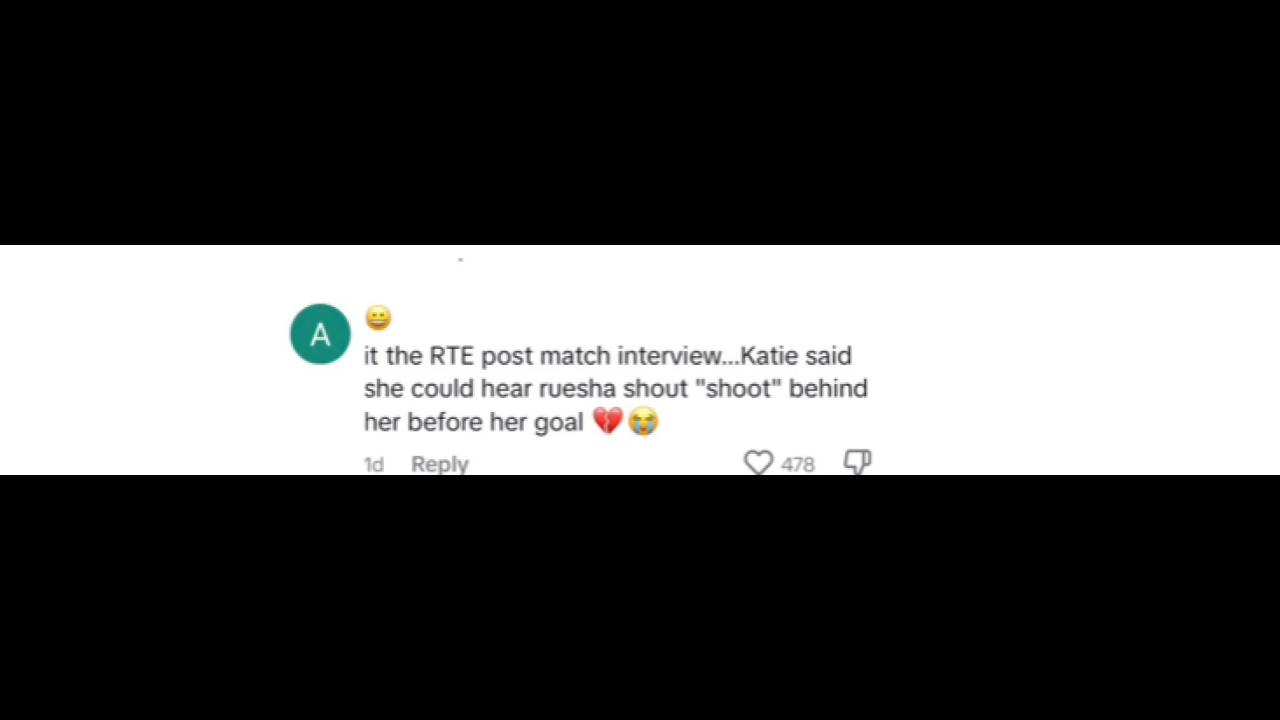 A
😀
it the RTE post match interview...Katie said
she could hear ruesha shout "shoot" behind
her before her goal 💔😭
1d Reply 478